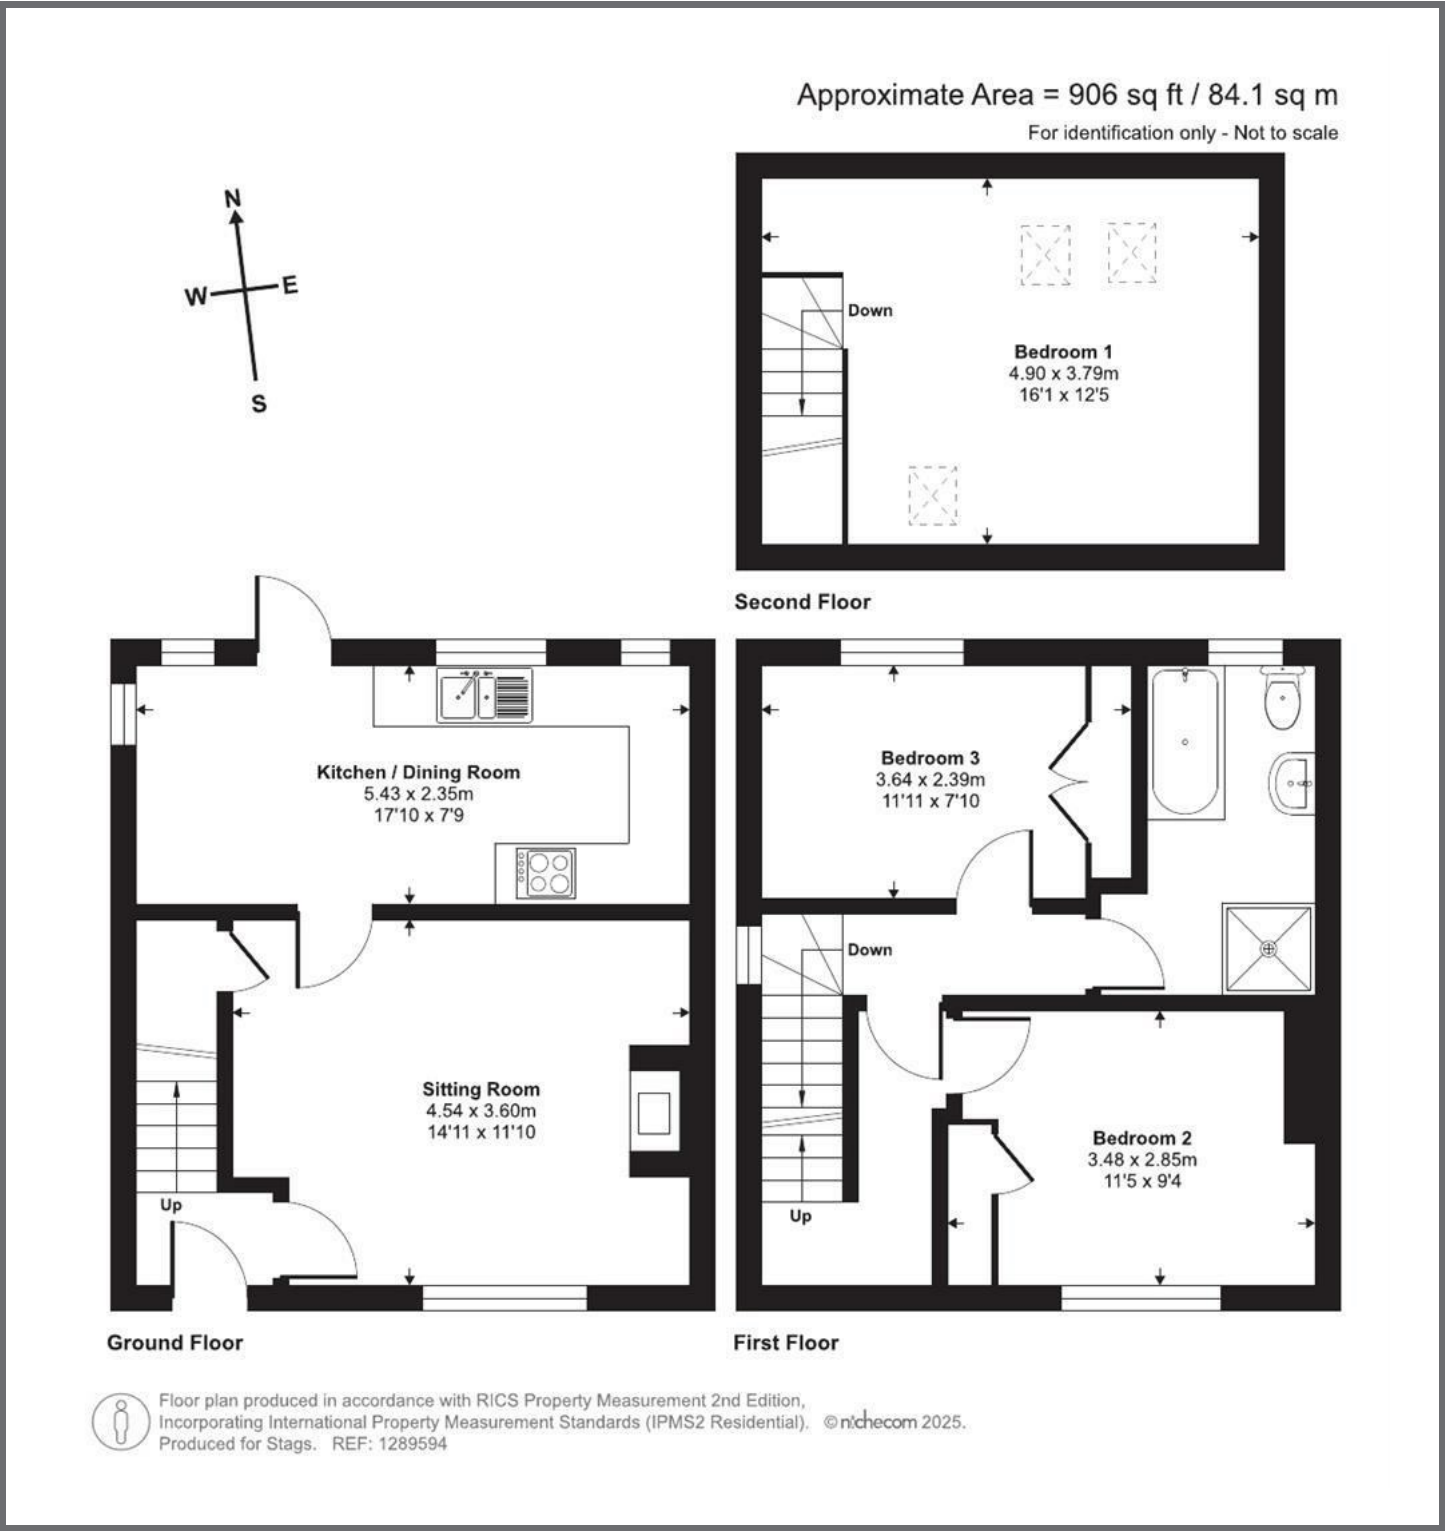 Approximate Area = 906 sq ft / 84.1 sq m
For identification only - Not to scale
N
W
E
S
Down
Bedroom 1
4.90 x 3.79m
16'1 x 12'5
Second Floor
Kitchen / Dining Room
5.43 x 2.35m
17'10 x 7'9
Sitting Room
4.54 x 3.60m
14'11 x 11'10
Up
Ground Floor
Bedroom 3
3.64 x 2.39m
11'11 x 7'10
Down
Bedroom 2
3.48 x 2.85m
11'5 x 9'4
Up
First Floor
Floor plan produced in accordance with RICS Property Measurement 2nd Edition,
Incorporating International Property Measurement Standards (IPMS2 Residential). © nichecom 2025.
Produced for Stags. REF: 1289594